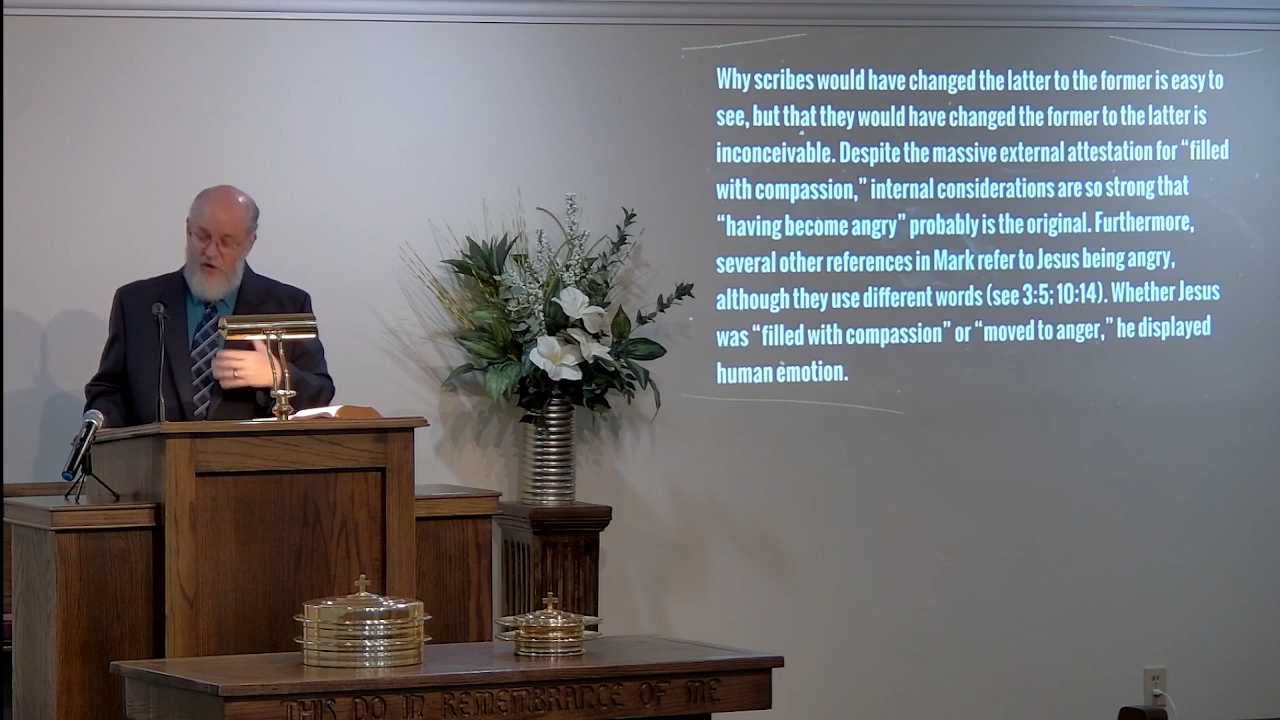 Why scribes would have changed the latter to the former is easy to
see, but that they would have changed the former to the latter is
inconceivable. Despite the massive external attestation for “filled
with compassion,” internal considerations are so strong that
“having become angry” probably is the original. Furthermore,
several other references in Mark refer to Jesus being angry,
although they use different words (see 3:5; 10:14). Whether Jesus
was “filled with compassion” or “moved to anger,” he displayed
human emotion.
THIS DO IN REMEMBRANCE OF ME